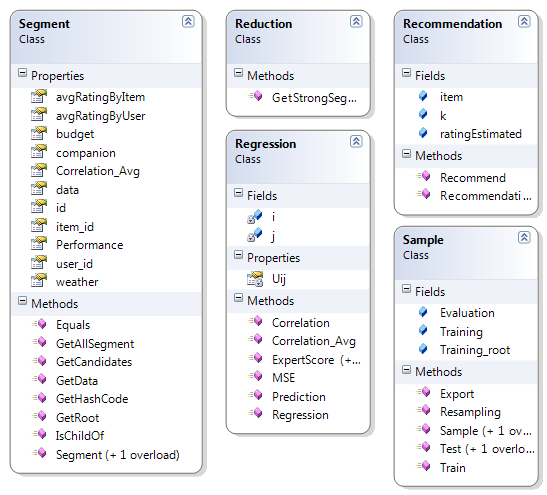 Segment
Class
Properties
avgRatingByItem
avgRatingByUser
budget
companion
Correlation_Avg
data
id
item_id
Performance
user_id
weather
Methods
Equals
GetAllSegment
GetCandidates
GetData
GetHashCode
GetRoot
IsChildOf
Segment (+ 1 overload)
Reduction
Class
Methods
GetStrongSeg...
Regression
Class
Fields
i
j
Properties
Uij
Methods
Correlation
Correlation_Avg
ExpertScore (+...
MSE
Prediction
Regression
Recommendation
Class
Fields
item
k
ratingEstimated
Methods
Recommend
Recommendati...
Sample
Class
Fields
Evaluation
Training
Training_root
Methods
Export
Resampling
Sample (+ 1 ov...
Test (+ 1 overl...
Train